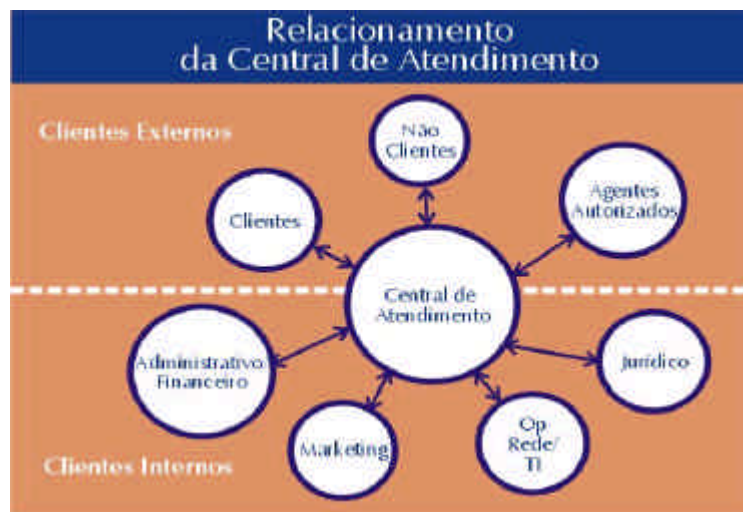 Relacionamento
da Central de Atendimento
Clientes Externos
Não
Clientes
Agentes
Autorizados
Clientes
Central de
Atendimento
Administrativo
Financeiro
Jurídico
Marketing
Op
Rede/
TI
Clientes Internos